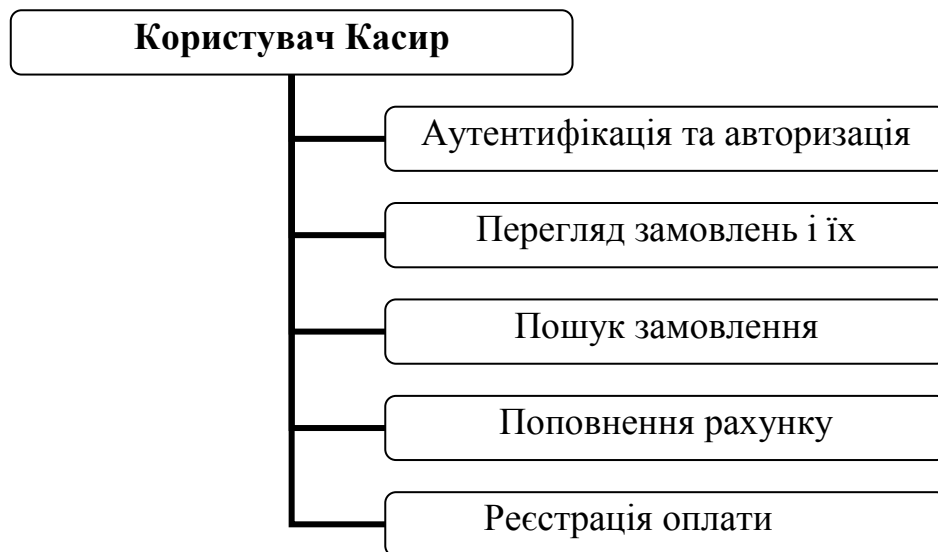 Користувач Касир
Аутентифікація та авторизація
Перегляд замовлень і їх
Пошук замовлення
Поповнення рахунку
Реєстрація оплати